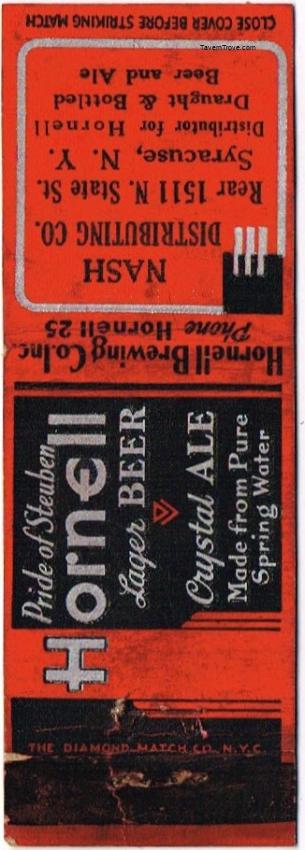 CLOSE COVER BEFORE STRIKING MATCH
TavernTrove.com
NASH
DISTRIBUTING CO.
Rear 1511 N. State St.
Syracuse, N. Y.
Distributor for Hornell
Draught & Bottled
Beer and Ale
Hornell Brewing Co. Inc.
Phone Hornell 25
Pride of Steuben
Hornell
Lager BEER
Crystal ALE
Made from Pure
Spring Water
THE DIAMOND MATCH CO. N.Y.C.